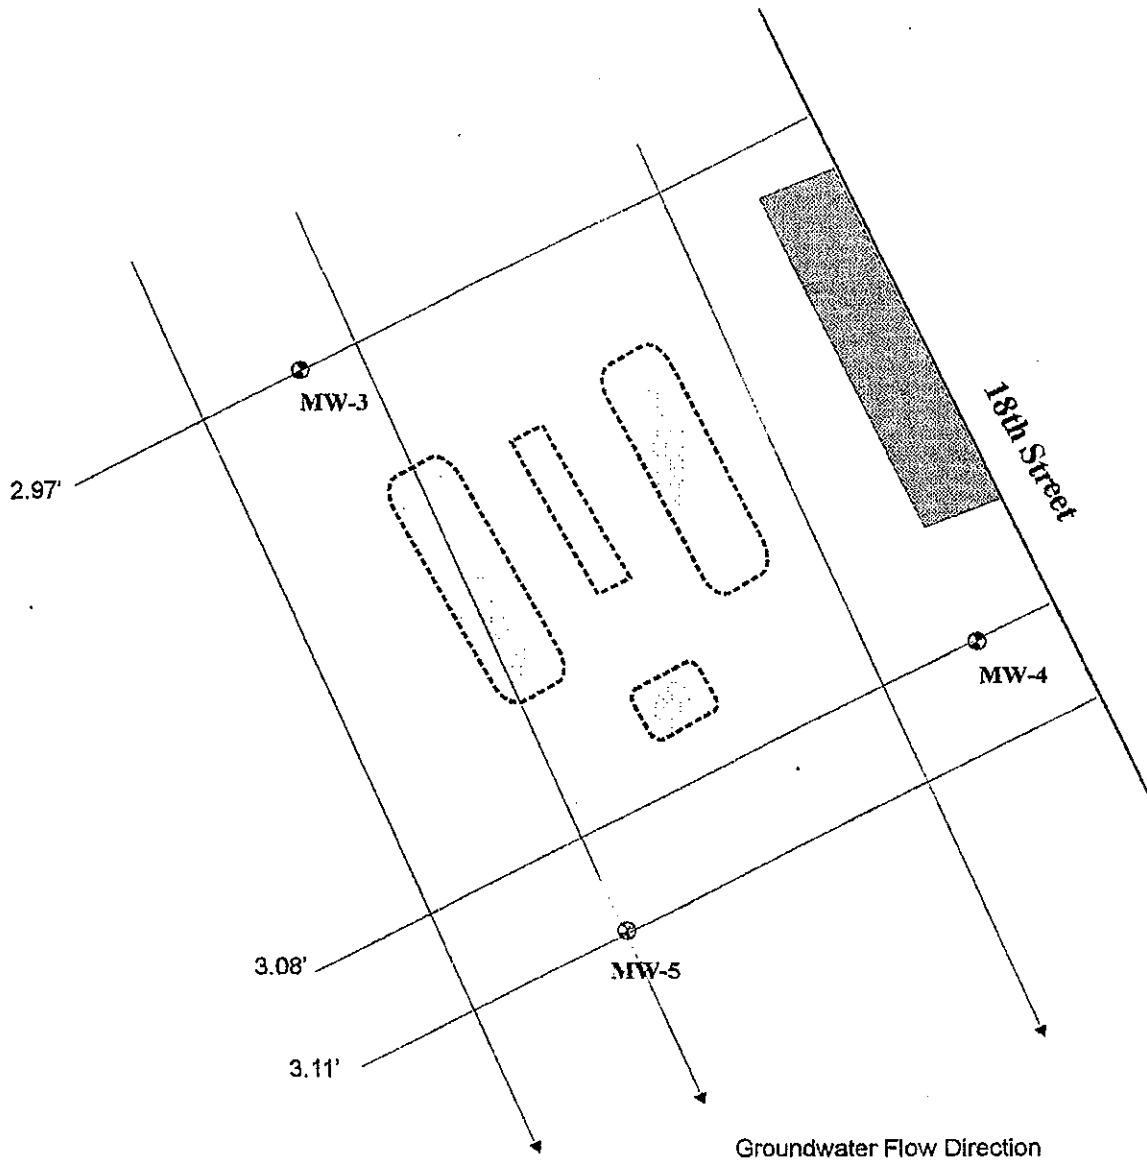 MW-3
18th Street
2.97'
MW-4
3.08'
MW-5
3.11'
Groundwater Flow Direction